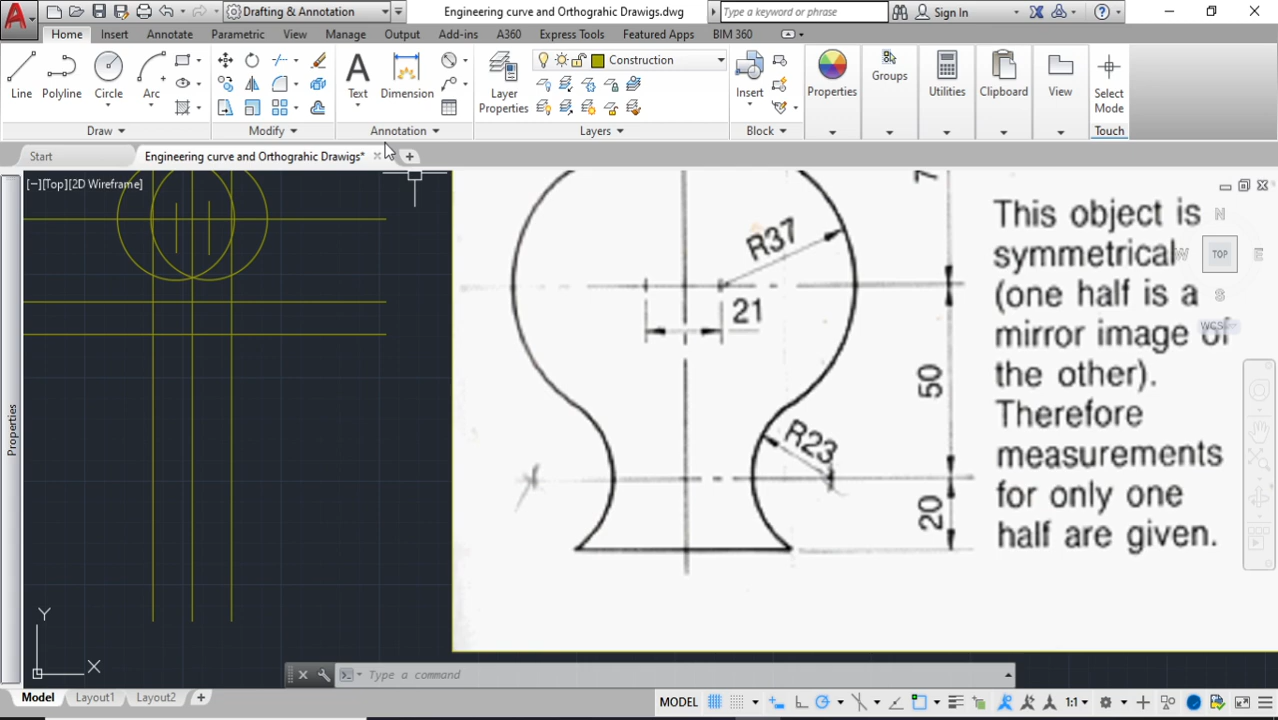 Drafting & Annotation
Engineering curve and Orthograhic Drawigs.dwg
Type a keyword or phrase
Sign In
Home
Insert
Annotate
Parametric
View
Manage
Output
Add-ins
A360
Express Tools
Featured Apps
BIM 360
Line
Polyline
Circle
Arc
Text
Dimension
Layer Properties
Construction
Insert
Properties
Groups
Utilities
Clipboard
View
Select Mode
Draw
Modify
Annotation
Layers
Block
Touch
Start
Engineering curve and Orthograhic Drawigs*
[−][Top][2D Wireframe]
N
W
TOP
E
S
WCS
R37
21
50
R23
20
7
This object is
symmetrical
(one half is a
mirror image of
the other).
Therefore
measurements
for only one
half are given.
Properties
Y
X
Type a command
Model
Layout1
Layout2
MODEL
1:1